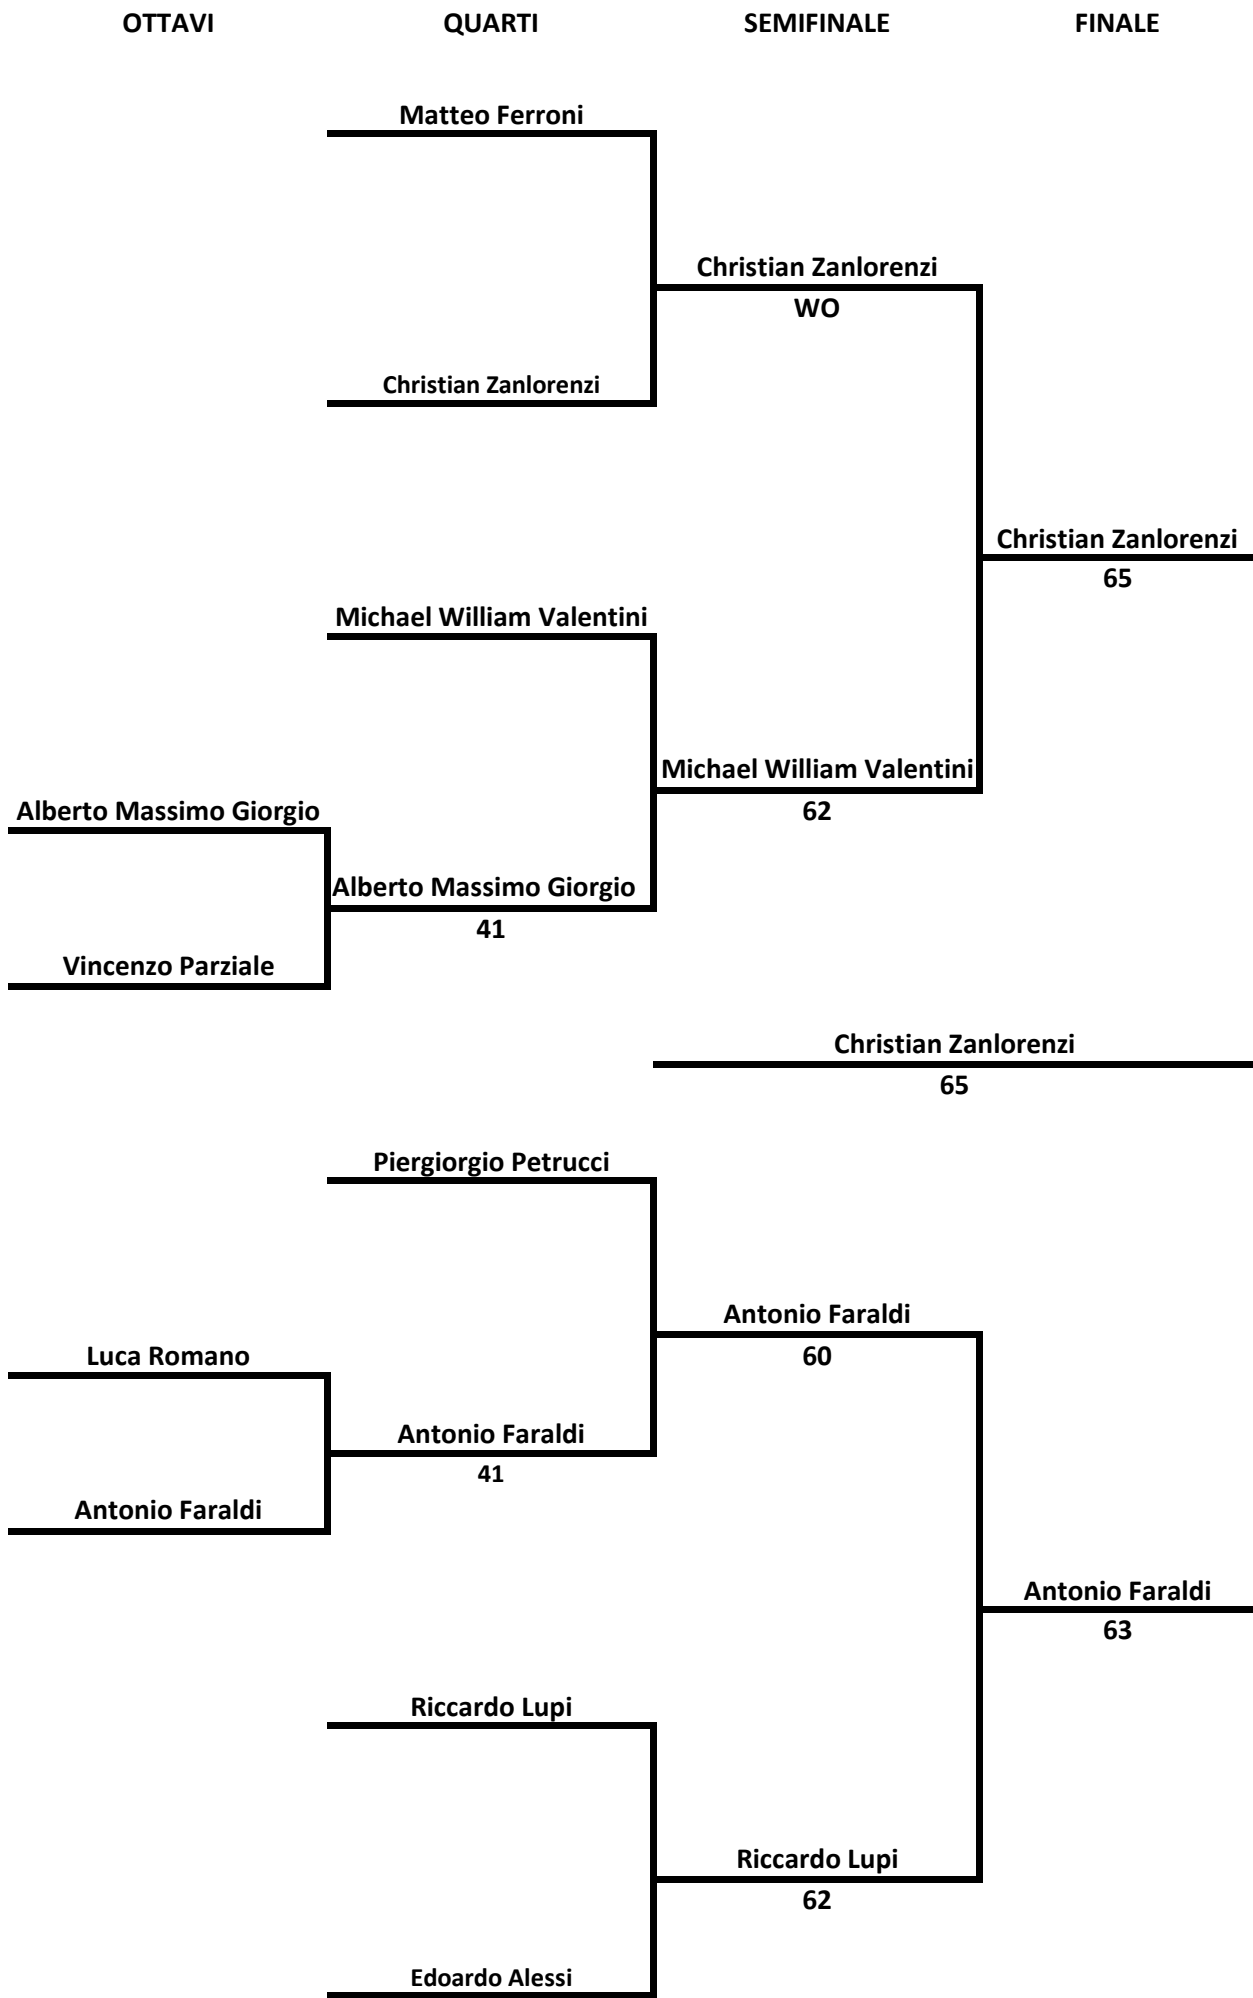 OTTAVI QUARTI SEMIFINALE FINALE
Matteo Ferroni
Christian Zanlorenzi
WO
Christian Zanlorenzi
Christian Zanlorenzi
65
Michael William Valentini
Michael William Valentini
62
Alberto Massimo Giorgio
Alberto Massimo Giorgio
41
Vincenzo Parziale
Christian Zanlorenzi
65
Piergiorgio Petrucci
Antonio Faraldi
60
Luca Romano
Antonio Faraldi
41
Antonio Faraldi
Antonio Faraldi
63
Riccardo Lupi
Riccardo Lupi
62
Edoardo Alessi